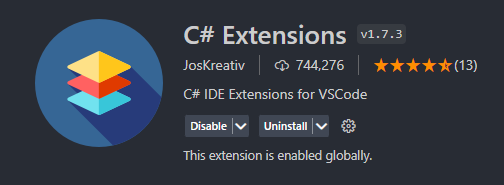 C# Extensions v1.7.3
JosKreativ 744,276 (13)
C# IDE Extensions for VSCode
Disable Uninstall
This extension is enabled globally.